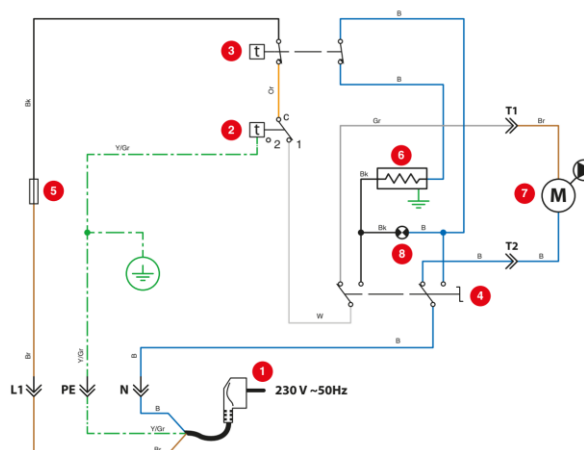 B
3
t
B
Bk
Or
T1
C
Gr
Br
2
t
2
1
Y/Gr
6
Bk
5
7
M
Bk
B
8
T2
B
B
4
W
B
Br
Y/Gr
B
1
L1
PE
N
230 V ~50Hz
B
Y/Gr
Br